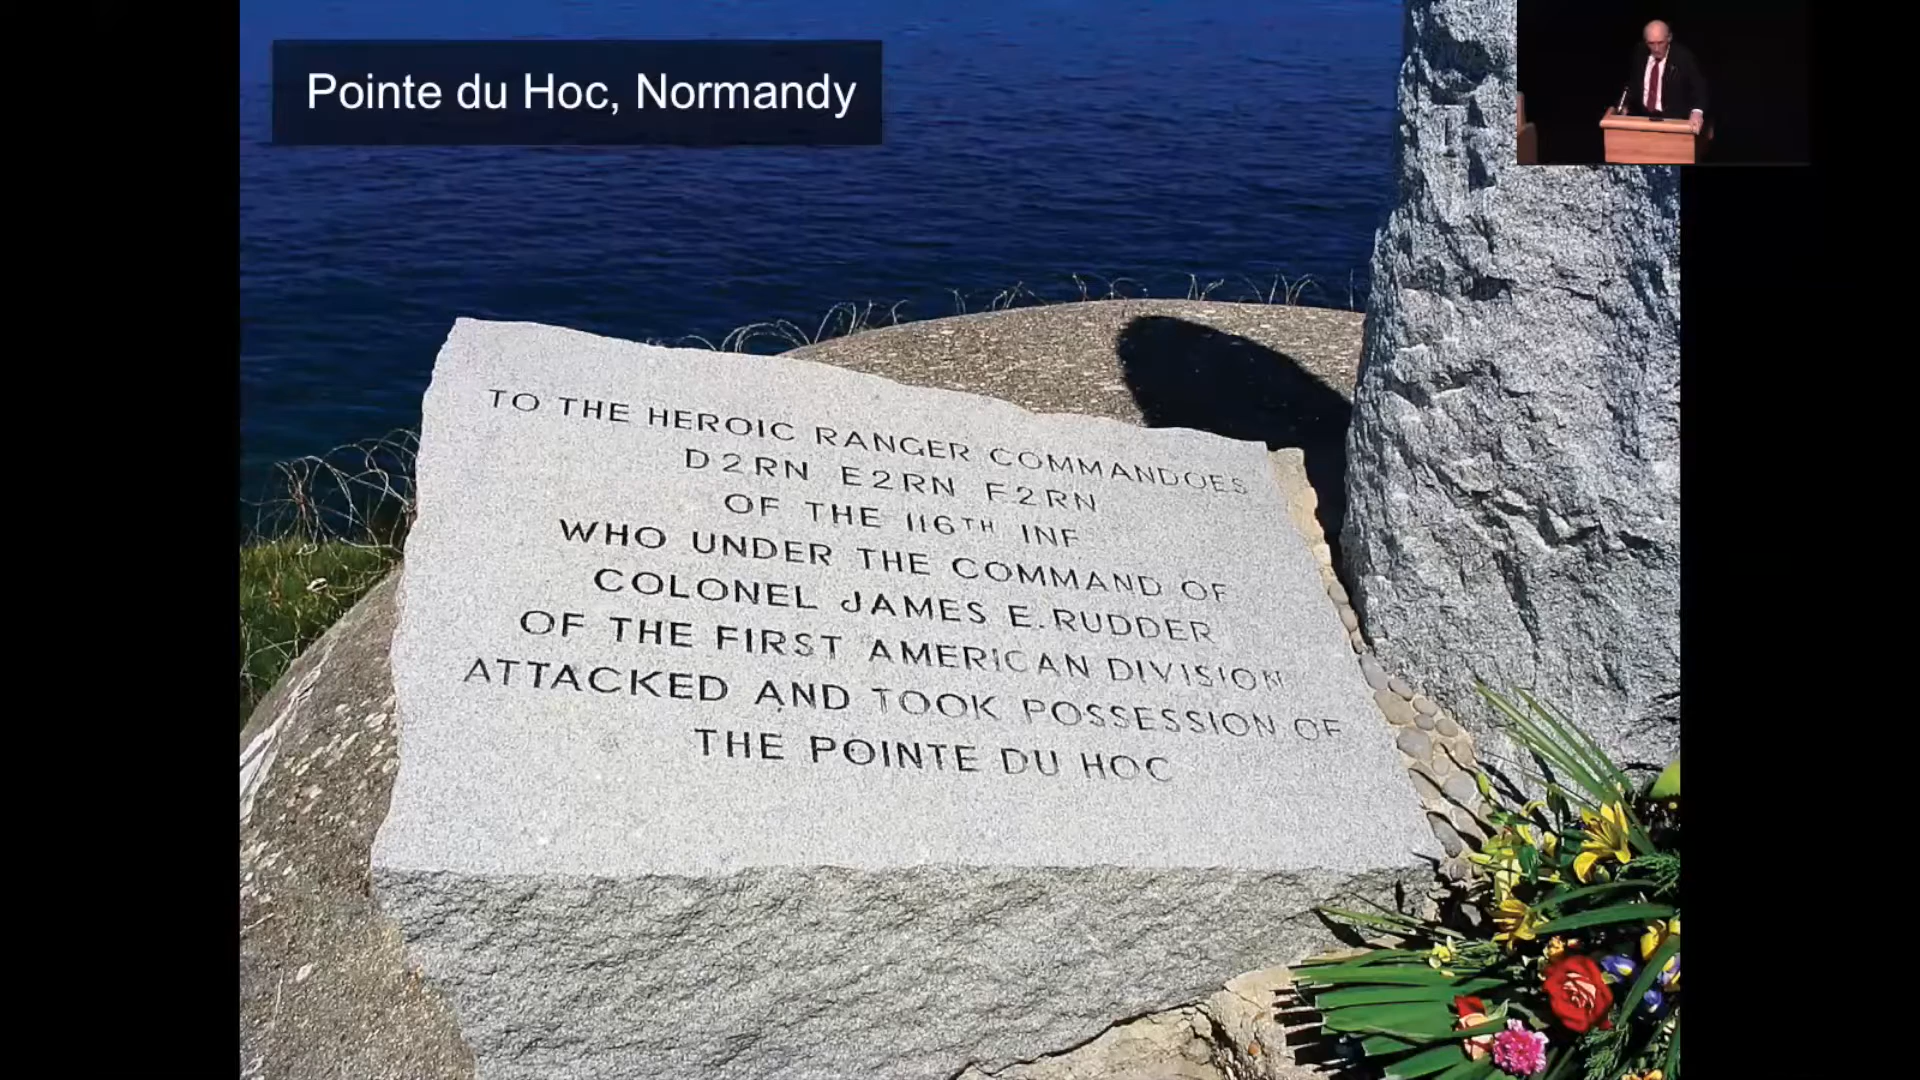 Pointe du Hoc, Normandy
TO THE HEROIC RANGER COMMANDOES
D2RN E2RN F2RN
OF THE 116TH INF
WHO UNDER THE COMMAND OF
COLONEL JAMES E. RUDDER
OF THE FIRST AMERICAN DIVISION
ATTACKED AND TOOK POSSESSION OF
THE POINTE DU HOC